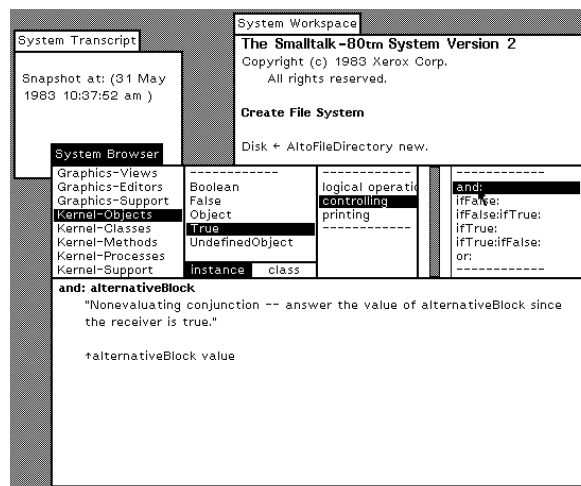 System Workspace
The Smalltalk-80tm System Version 2
Copyright (c) 1983 Xerox Corp.
All rights reserved.
Create File System
Disk ← AltoFileDirectory new.
System Transcript
Snapshot at: (31 May
1983 10:37:52 am )
System Browser
Graphics-Views
Graphics-Editors
Graphics-Support
Kernel-Objects
Kernel-Classes
Kernel-Methods
Kernel-Processes
Kernel-Support
------------
Boolean
False
Object
True
UndefinedObject
instance class
------------
logical operatic
controlling
printing
------------
------------
and:
ifFalse:
ifFalse:ifTrue:
ifTrue:
ifTrue:ifFalse:
or:
------------
and: alternativeBlock
"Nonevaluating conjunction -- answer the value of alternativeBlock since
the receiver is true."
↑alternativeBlock value